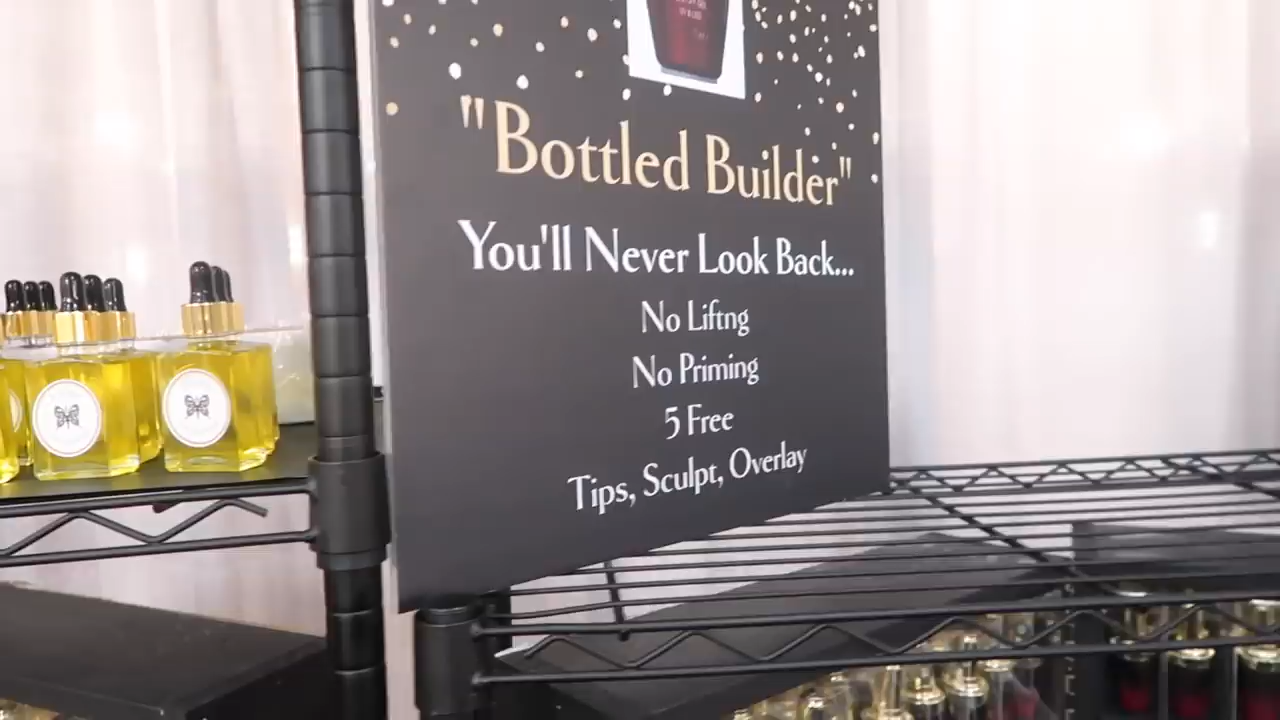 "Bottled Builder"
You'll Never Look Back...
No Liftng
No Priming
5 Free
Tips, Sculpt, Overlay